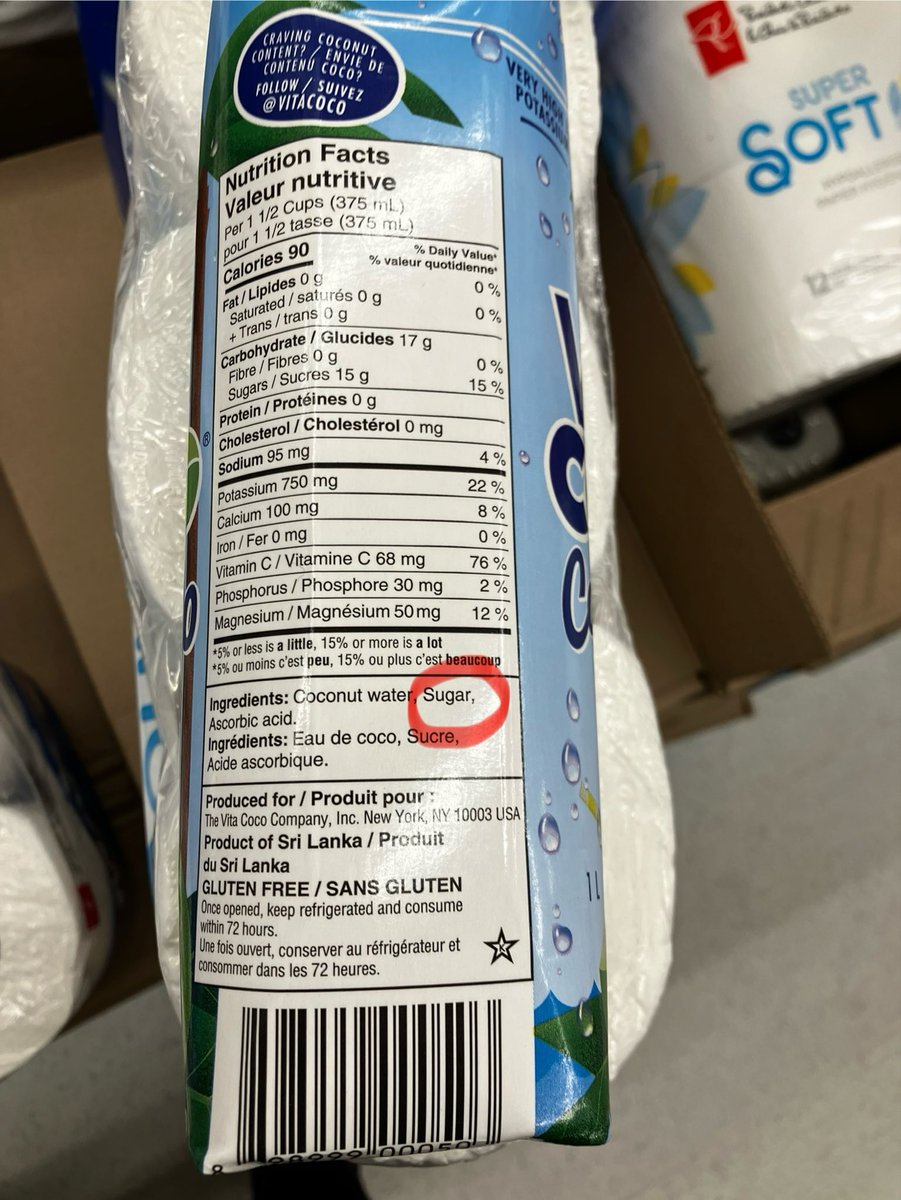 CRAVING COCONUT
CONTENT? / ENVIE DE
CONTENU COCO?
FOLLOW / SUIVEZ
@VITACOCO
VERY HIGH
Nutrition Facts
Valeur nutritive
Per 1 1/2 Cups (375 mL)
pour 1 1/2 tasse (375 mL)
Calories 90
% Daily Value*
% valeur quotidienne*
Fat / Lipides 0 g 0 %
Saturated / saturés 0 g
+ Trans / trans 0 g 0 %
Carbohydrate / Glucides 17 g
Fibre / Fibres 0 g 0 %
Sugars / Sucres 15 g 15 %
Protein / Protéines 0 g
Cholesterol / Cholestérol 0 mg
Sodium 95 mg 4 %
Potassium 750 mg 22 %
Calcium 100 mg 8 %
Iron / Fer 0 mg 0 %
Vitamin C / Vitamine C 68 mg 76 %
Phosphorus / Phosphore 30 mg 2 %
Magnesium / Magnésium 50 mg 12 %
*5% or less is a little, 15% or more is a lot
*5% ou moins c'est peu, 15% ou plus c'est beaucoup
Ingredients: Coconut water, Sugar,
Ascorbic acid.
Ingrédients: Eau de coco, Sucre,
Acide ascorbique.
Produced for / Produit pour :
The Vita Coco Company, Inc. New York, NY 10003 USA
Product of Sri Lanka / Produit
du Sri Lanka
GLUTEN FREE / SANS GLUTEN
Once opened, keep refrigerated and consume
within 72 hours.
Une fois ouvert, conserver au réfrigérateur et
consommer dans les 72 heures.
K
1 L
SUPER
SOFT
12